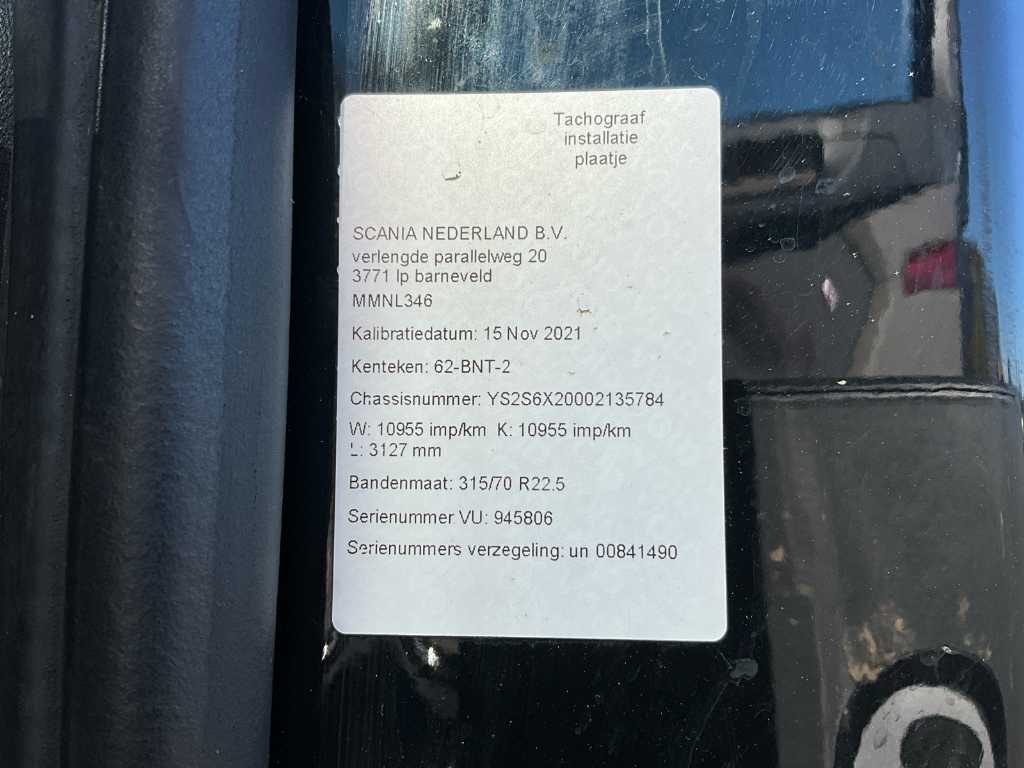 Tachograaf
installatie
plaatje
SCANIA NEDERLAND B.V.
verlengde parallelweg 20
3771 lp barneveld
MMNL346
Kalibratiedatum: 15 Nov 2021
Kenteken: 62-BNT-2
Chassisnummer: YS2S6X20002135784
W: 10955 imp/km K: 10955 imp/km
L: 3127 mm
Bandenmaat: 315/70 R22.5
Serienummer VU: 945806
Serienummers verzegeling: un 00841490